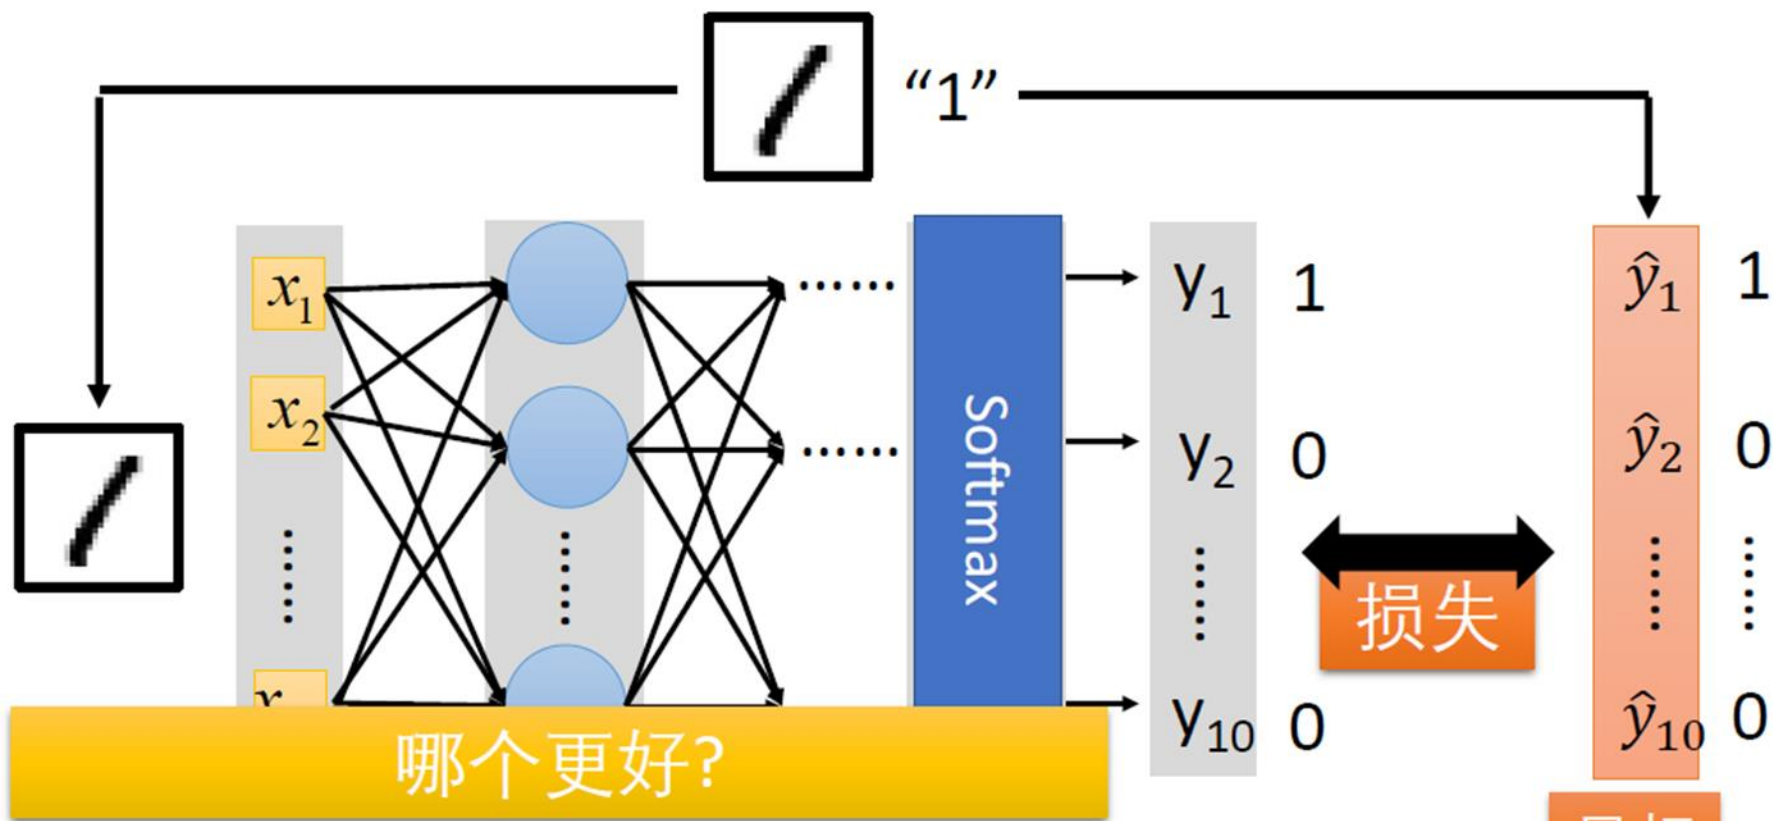 “1”
x₁
x₂
……
……
……
……
Softmax
y₁ 1
y₂ 0
……
y₁₀ 0
损失
ŷ₁ 1
ŷ₂ 0
…… ……
ŷ₁₀ 0
哪个更好?